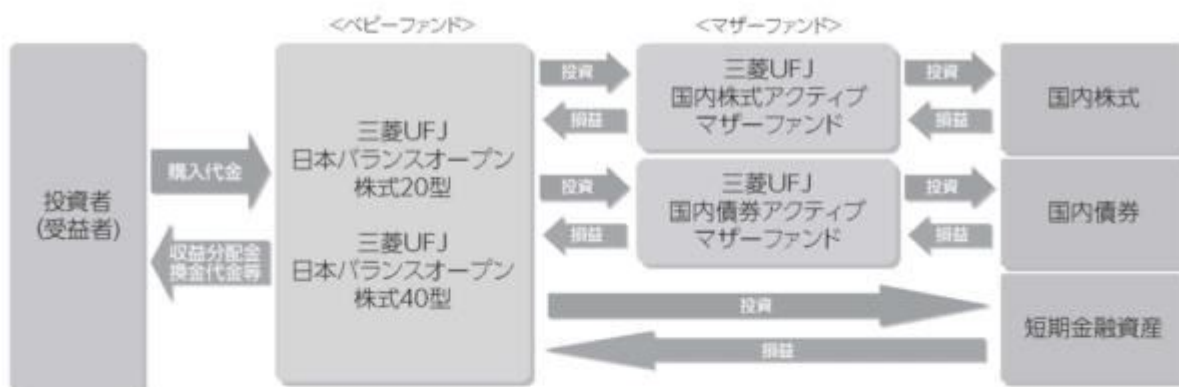 <ベビーファンド>
<マザーファンド>
投資者
(受益者)
購入代金
収益分配金
換金代金等
三菱UFJ
日本バランスオープン
株式20型
三菱UFJ
日本バランスオープン
株式40型
投資
損益
三菱UFJ
国内株式アクティブ
マザーファンド
投資
損益
国内株式
投資
損益
三菱UFJ
国内債券アクティブ
マザーファンド
投資
損益
国内債券
投資
損益
短期金融資産